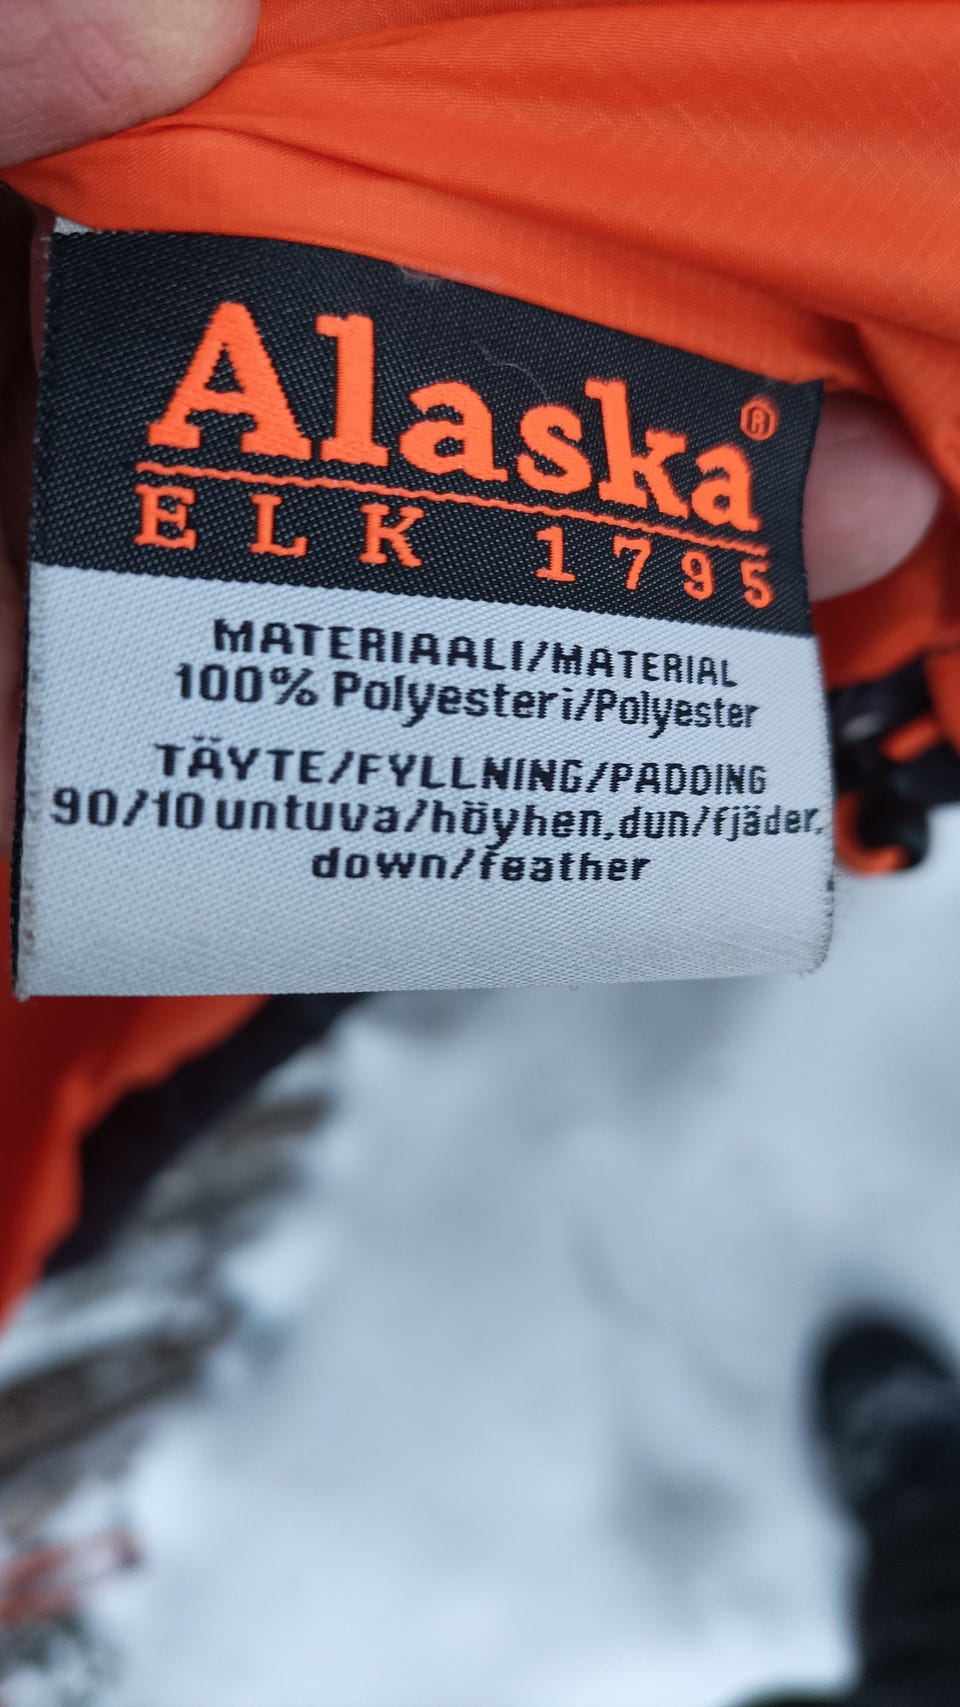 Alaska®
ELK 1795
MATERIAALI/MATERIAL
100% Polyesteri/Polyester
TÄYTE/FYLLNING/PADDING
90/10 untuva/höyhen,dun/fjäder,
down/feather